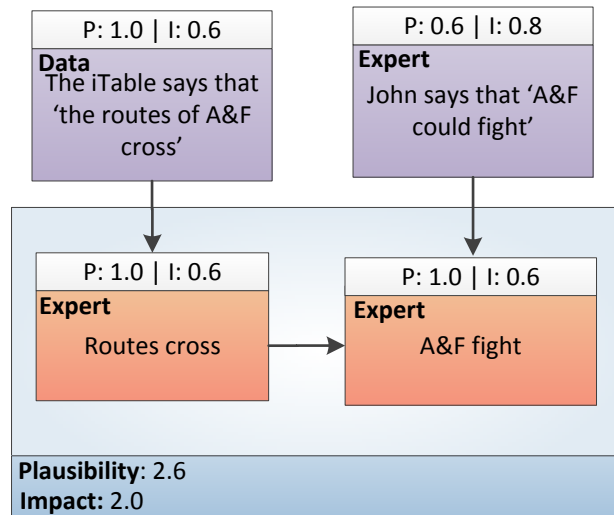 P: 1.0 | I: 0.6
Data
The iTable says that
‘the routes of A&F
cross’
P: 0.6 | I: 0.8
Expert
John says that ‘A&F
could fight’
P: 1.0 | I: 0.6
Expert
Routes cross
P: 1.0 | I: 0.6
Expert
A&F fight
Plausibility: 2.6
Impact: 2.0